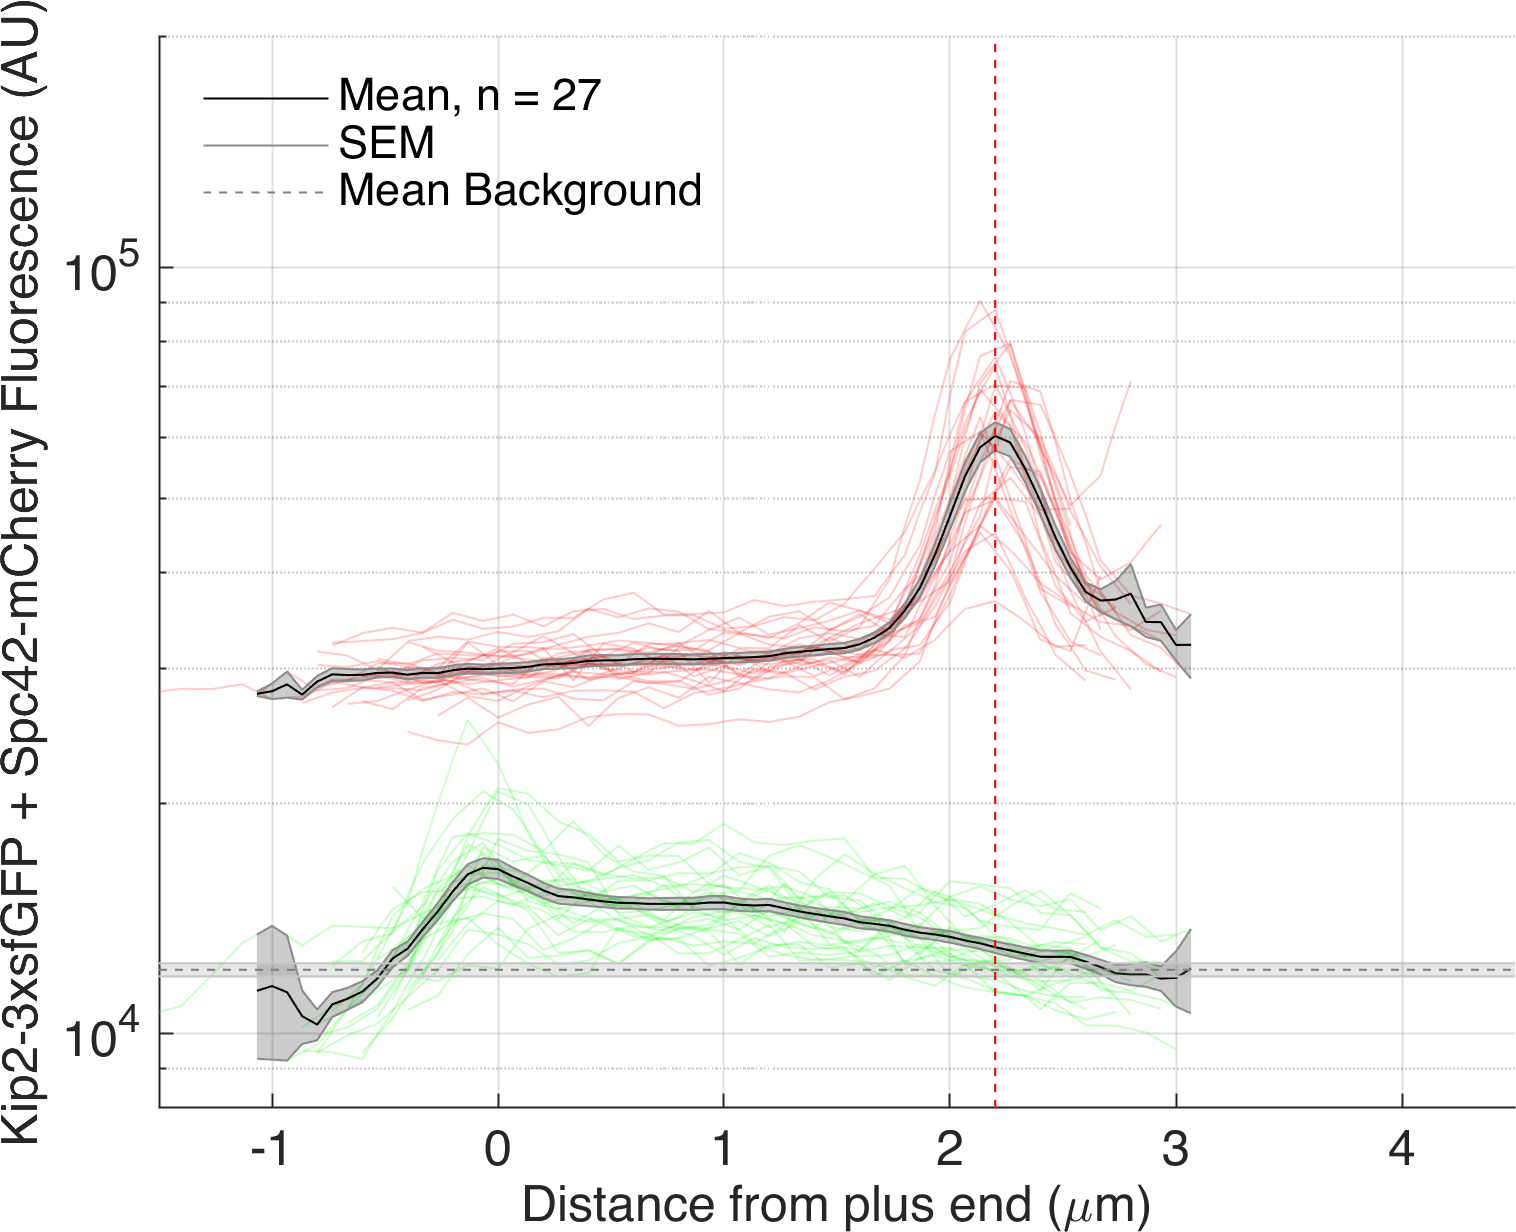 Kip2-3xsfGFP + Spc42-mCherry Fluorescence (AU)
Mean, n = 27
SEM
Mean Background
10^5
10^4
-1 0 1 2 3 4
Distance from plus end (μm)